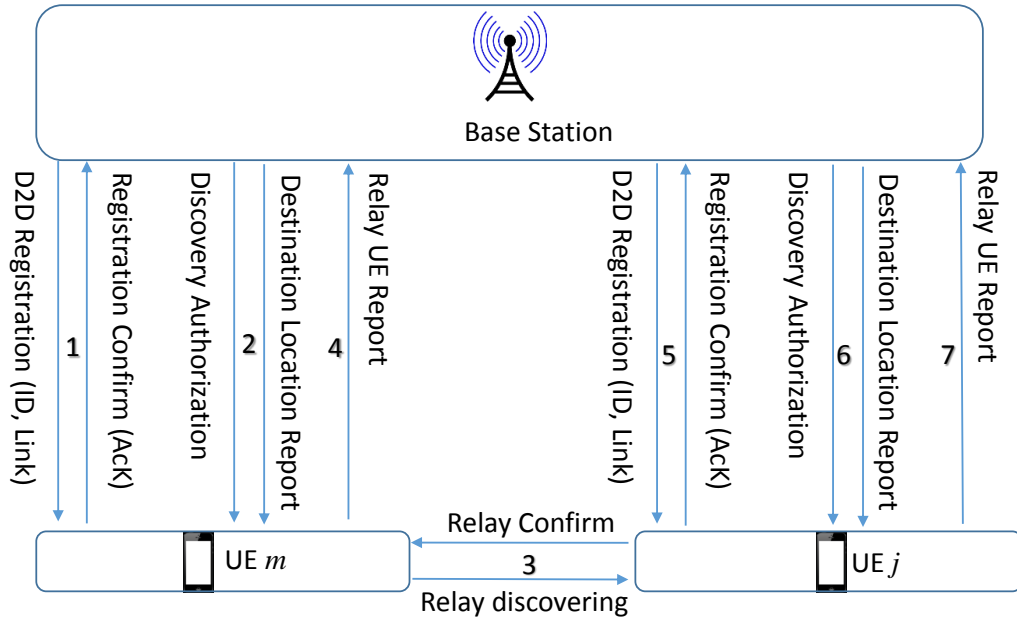 Base Station
D2D Registration (ID, Link)
1
Registration Confirm (AcK)
Discovery Authorization
2
Destination Location Report
4
Relay UE Report
D2D Registration (ID, Link)
5
Registration Confirm (AcK)
Discovery Authorization
6
Destination Location Report
7
Relay UE Report
UE m
Relay Confirm
3
Relay discovering
UE j